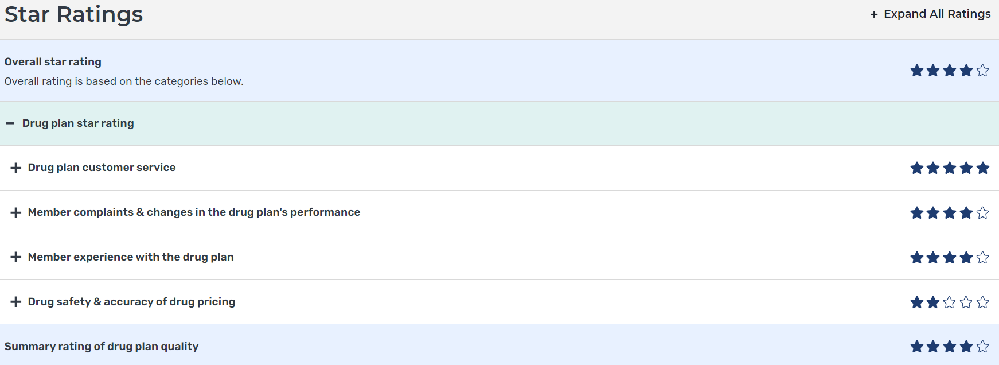 Star Ratings
+ Expand All Ratings
Overall star rating
Overall rating is based on the categories below.
− Drug plan star rating
+ Drug plan customer service
+ Member complaints & changes in the drug plan's performance
+ Member experience with the drug plan
+ Drug safety & accuracy of drug pricing
Summary rating of drug plan quality